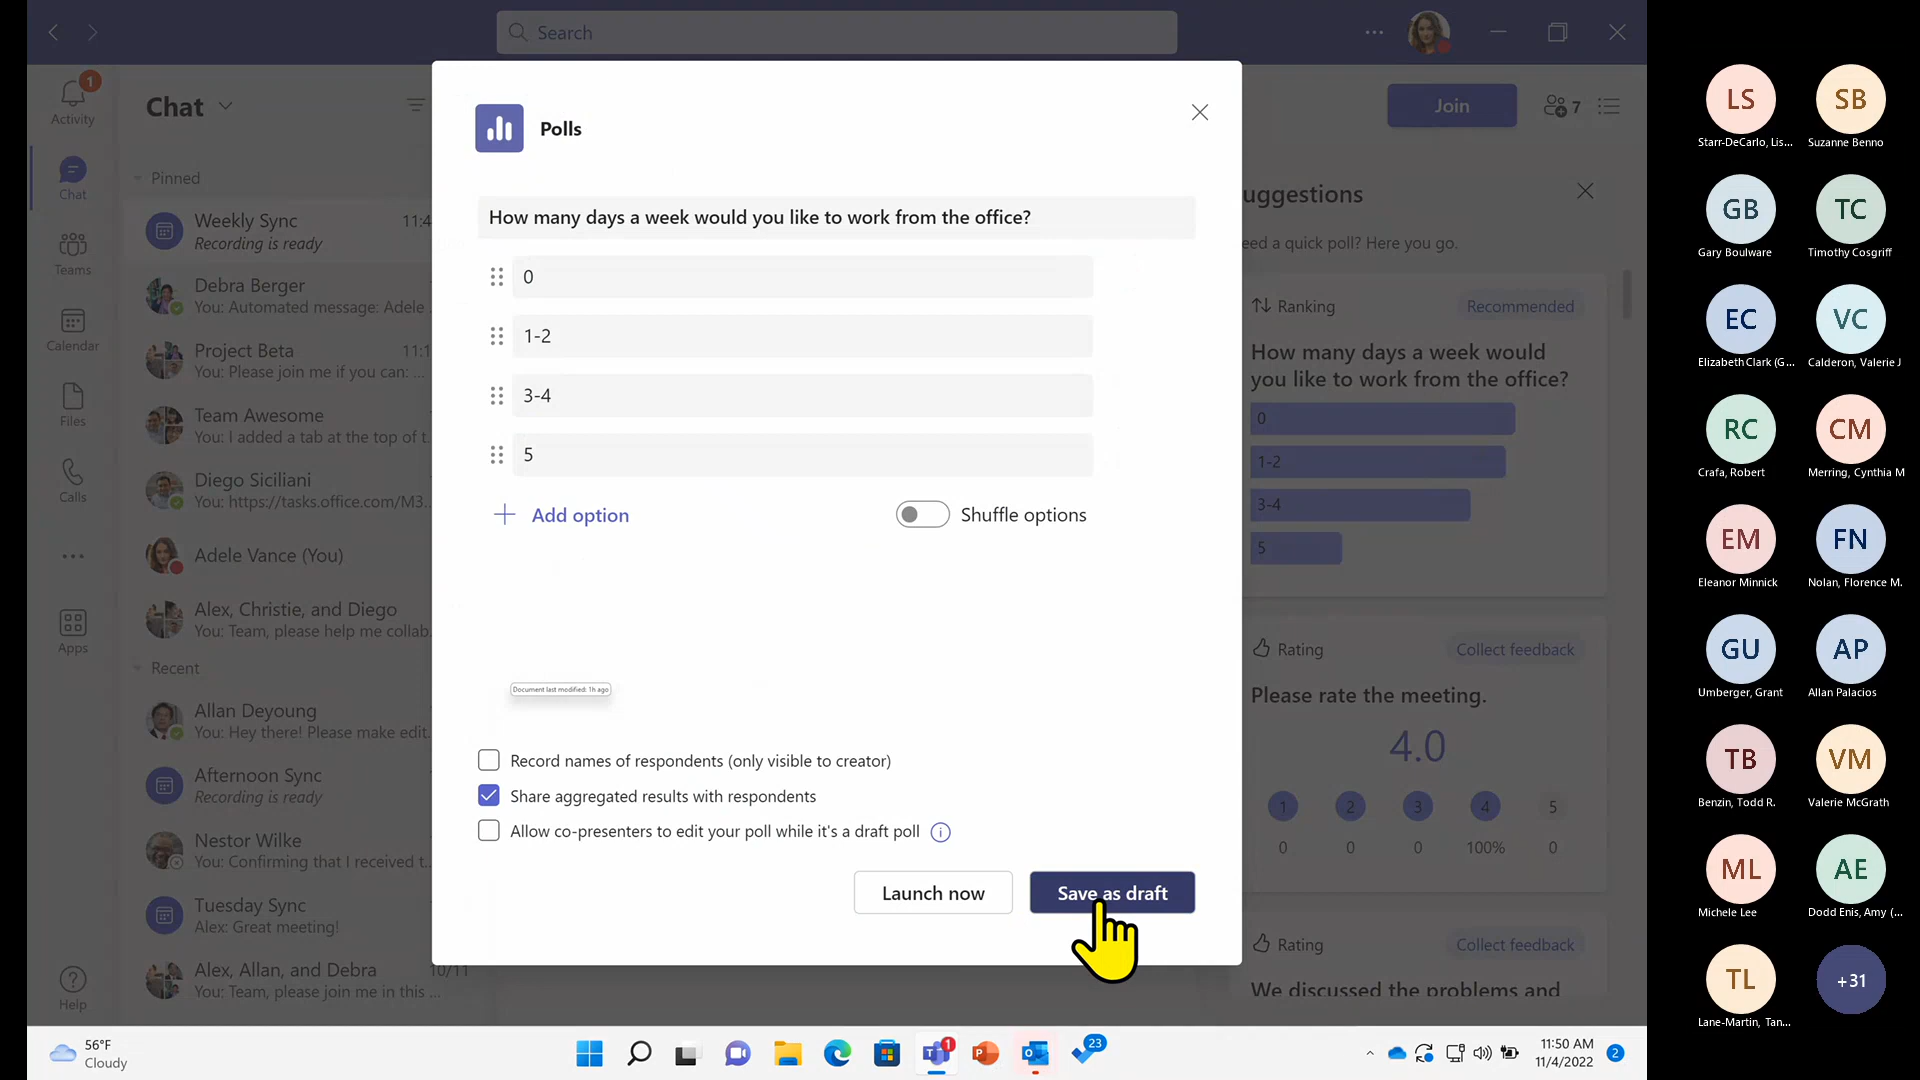 Search
1
Activity
Chat
Teams
Calendar
Files
Calls
Apps
Help
Chat
Pinned
Weekly Sync 11:4
Recording is ready
Debra Berger
You: Automated message: Adele
Project Beta 11:1
You: Please join me if you can: ...
Team Awesome
You: I added a tab at the top of t...
Diego Siciliani
You: https://tasks.office.com/M3...
Adele Vance (You)
Alex, Christie, and Diego
You: Team, please help me collab...
Recent
Allan Deyoung
You: Hey there! Please make edit...
Afternoon Sync
Recording is ready
Nestor Wilke
You: Confirming that I received t...
Tuesday Sync
Alex: Great meeting!
Alex, Allan, and Debra 10/11
You: Team, please join me in this ...
Polls
How many days a week would you like to work from the office?
0
1-2
3-4
5
Add option
Shuffle options
Document last modified: 1h ago
Record names of respondents (only visible to creator)
Share aggregated results with respondents
Allow co-presenters to edit your poll while it's a draft poll
Launch now
Save as draft
Join
7
uggestions
eed a quick poll? Here you go.
Ranking
Recommended
How many days a week would
you like to work from the office?
0
1-2
3-4
5
Rating
Collect feedback
Please rate the meeting.
4.0
1 2 3 4 5
0 0 0 100% 0
Rating
Collect feedback
We discussed the problems and
LS
Starr-DeCarlo, Lis...
SB
Suzanne Benno
GB
Gary Boulware
TC
Timothy Cosgriff
EC
Elizabeth Clark (G...
VC
Calderon, Valerie J
RC
Crafa, Robert
CM
Merring, Cynthia M
EM
Eleanor Minnick
FN
Nolan, Florence M.
GU
Umberger, Grant
AP
Allan Palacios
TB
Benzin, Todd R.
VM
Valerie McGrath
ML
Michele Lee
AE
Dodd Enis, Amy (...
TL
Lane-Martin, Tan...
+31
56°F
Cloudy
1
23
11:50 AM
11/4/2022
2